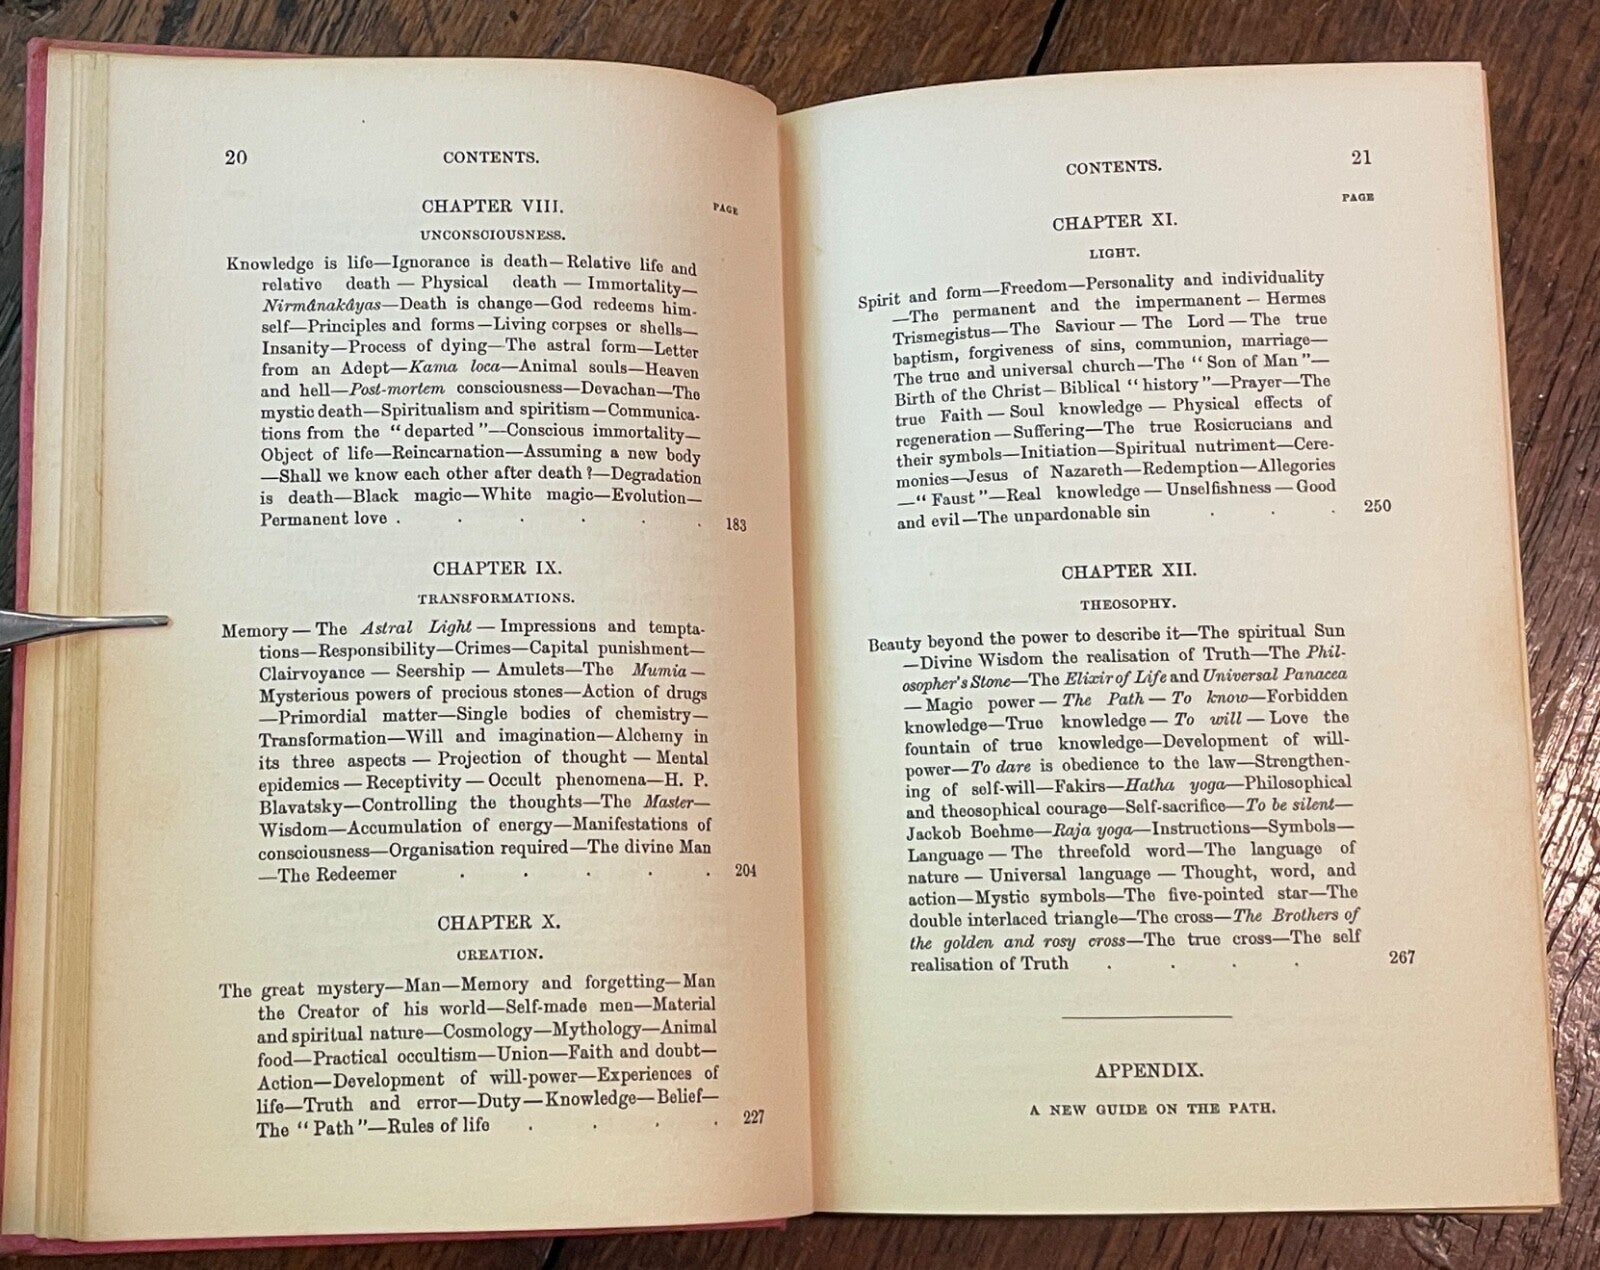 20
CONTENTS.
CHAPTER VIII.
PAGE
UNCONSCIOUSNESS.
Knowledge is life—Ignorance is death—Relative life and
relative death — Physical death — Immortality—
Nirmânakâyas—Death is change—God redeems him-
self—Principles and forms—Living corpses or shells—
Insanity—Process of dying—The astral form—Letter
from an Adept—Kama loca—Animal souls—Heaven
and hell—Post-mortem consciousness—Devachan—The
mystic death—Spiritualism and spiritism—Communica-
tions from the "departed"—Conscious immortality—
Object of life—Reincarnation—Assuming a new body
—Shall we know each other after death?—Degradation
is death—Black magic—White magic—Evolution—
Permanent love . . . . . . 183
CHAPTER IX.
TRANSFORMATIONS.
Memory — The Astral Light — Impressions and tempta-
tions—Responsibility—Crimes—Capital punishment—
Clairvoyance — Seership — Amulets—The Mumia—
Mysterious powers of precious stones—Action of drugs
—Primordial matter—Single bodies of chemistry—
Transformation—Will and imagination—Alchemy in
its three aspects — Projection of thought — Mental
epidemics — Receptivity — Occult phenomena—H. P.
Blavatsky—Controlling the thoughts—The Master—
Wisdom—Accumulation of energy—Manifestations of
consciousness—Organisation required—The divine Man
—The Redeemer . . . . . 204
CHAPTER X.
CREATION.
The great mystery—Man—Memory and forgetting—Man
the Creator of his world—Self-made men—Material
and spiritual nature—Cosmology—Mythology—Animal
food—Practical occultism—Union—Faith and doubt—
Action—Development of will-power—Experiences of
life—Truth and error—Duty—Knowledge—Belief—
The "Path"—Rules of life . . . . 227
CONTENTS.
21
PAGE
CHAPTER XI.
LIGHT.
Spirit and form—Freedom—Personality and individuality
—The permanent and the impermanent — Hermes
Trismegistus—The Saviour — The Lord — The true
baptism, forgiveness of sins, communion, marriage—
The true and universal church—The "Son of Man"—
Birth of the Christ—Biblical "history"—Prayer—The
true Faith — Soul knowledge — Physical effects of
regeneration — Suffering—The true Rosicrucians and
their symbols—Initiation—Spiritual nutriment—Cere-
monies—Jesus of Nazareth—Redemption—Allegories
—"Faust"—Real knowledge — Unselfishness — Good
and evil—The unpardonable sin . . . 250
CHAPTER XII.
THEOSOPHY.
Beauty beyond the power to describe it—The spiritual Sun
—Divine Wisdom the realisation of Truth—The Phil-
osopher's Stone—The Elixir of Life and Universal Panacea
— Magic power — The Path — To know—Forbidden
knowledge—True knowledge — To will — Love the
fountain of true knowledge—Development of will-
power—To dare is obedience to the law—Strengthen-
ing of self-will—Fakirs—Hatha yoga—Philosophical
and theosophical courage—Self-sacrifice—To be silent—
Jackob Boehme—Raja yoga—Instructions—Symbols—
Language — The threefold word—The language of
nature — Universal language — Thought, word, and
action—Mystic symbols—The five-pointed star—The
double interlaced triangle—The cross—The Brothers of
the golden and rosy cross—The true cross—The self
realisation of Truth . . . . 267
APPENDIX.
A NEW GUIDE ON THE PATH.